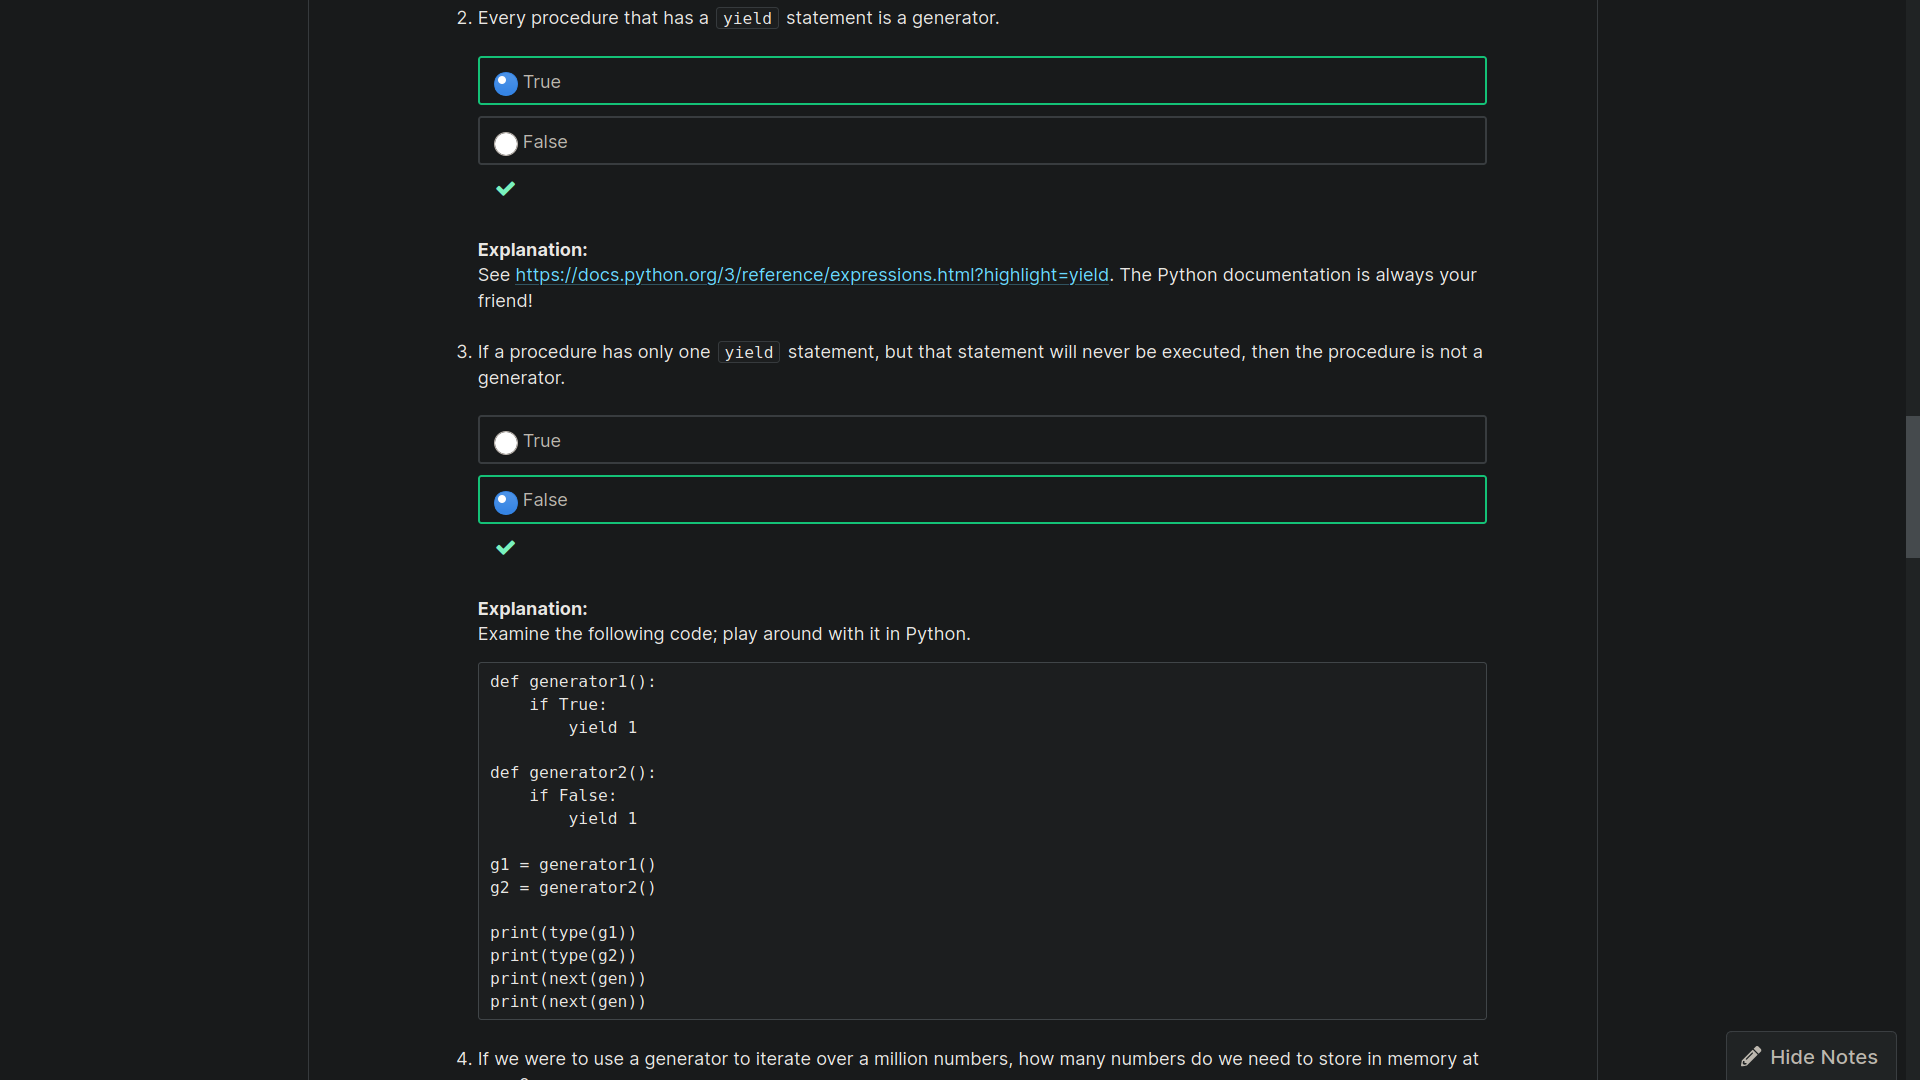 2. Every procedure that has a yield statement is a generator.
True
False
Explanation:
See https://docs.python.org/3/reference/expressions.html?highlight=yield. The Python documentation is always your
friend!
3. If a procedure has only one yield statement, but that statement will never be executed, then the procedure is not a
generator.
True
False
Explanation:
Examine the following code; play around with it in Python.
def generator1():
    if True:
        yield 1

def generator2():
    if False:
        yield 1

g1 = generator1()
g2 = generator2()

print(type(g1))
print(type(g2))
print(next(gen))
print(next(gen))
4. If we were to use a generator to iterate over a million numbers, how many numbers do we need to store in memory at
Hide Notes